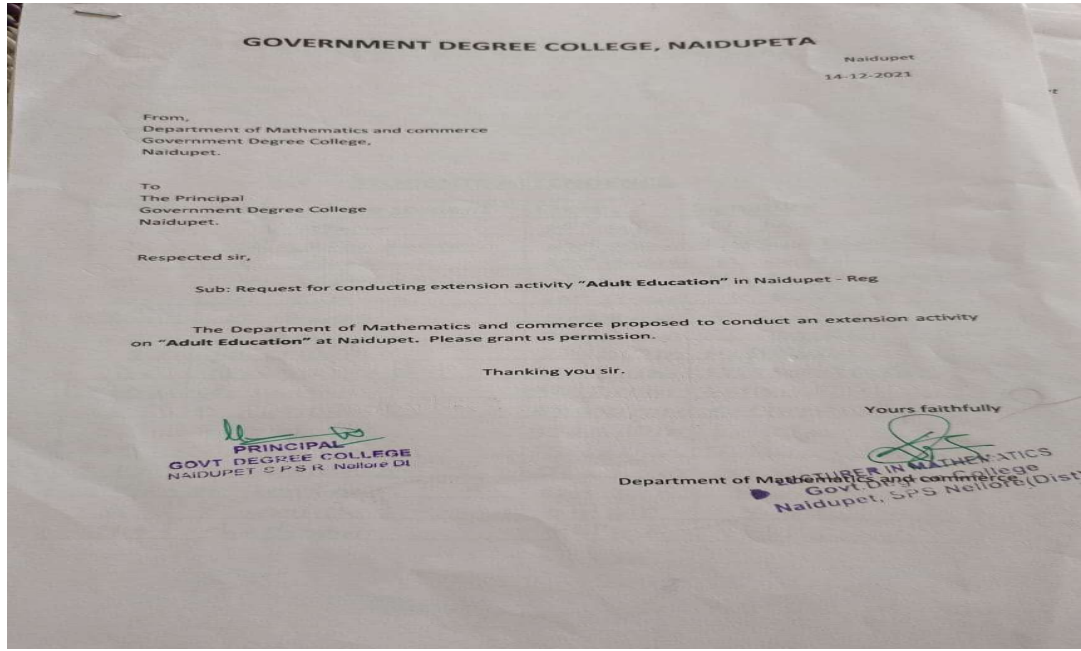 GOVERNMENT DEGREE COLLEGE, NAIDUPETA
Naidupet
14-12-2021
From,
Department of Mathematics and commerce
Government Degree College,
Naidupet.
To
The Principal
Government Degree College
Naidupet.
Respected sir,
Sub: Request for conducting extension activity "Adult Education" in Naidupet - Reg
The Department of Mathematics and commerce proposed to conduct an extension activity
on "Adult Education" at Naidupet. Please grant us permission.
Thanking you sir.
Yours faithfully
PRINCIPAL
GOVT DEGREE COLLEGE
NAIDUPET S P S R Nellore Dt
Department of Mathematics and commerce
LECTURER IN MATHEMATICS
Govt. College
Naidupet, SPS Nellore(Dist)